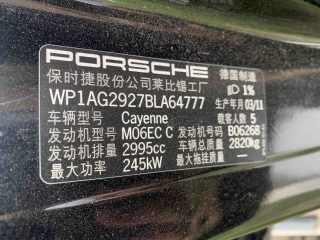 PORSCHE 德国制造
保时捷股份公司莱比锡工厂 1%
WP1AG2927BLA64777 生产年月 03/11
车辆型号 Cayenne 载客人数 5
发动机型号 M06EC C 发动机号码 B06268
发动机排量 2995cc 最大总质量 2820kg
最大功率 245kW 最大拖挂质量 -